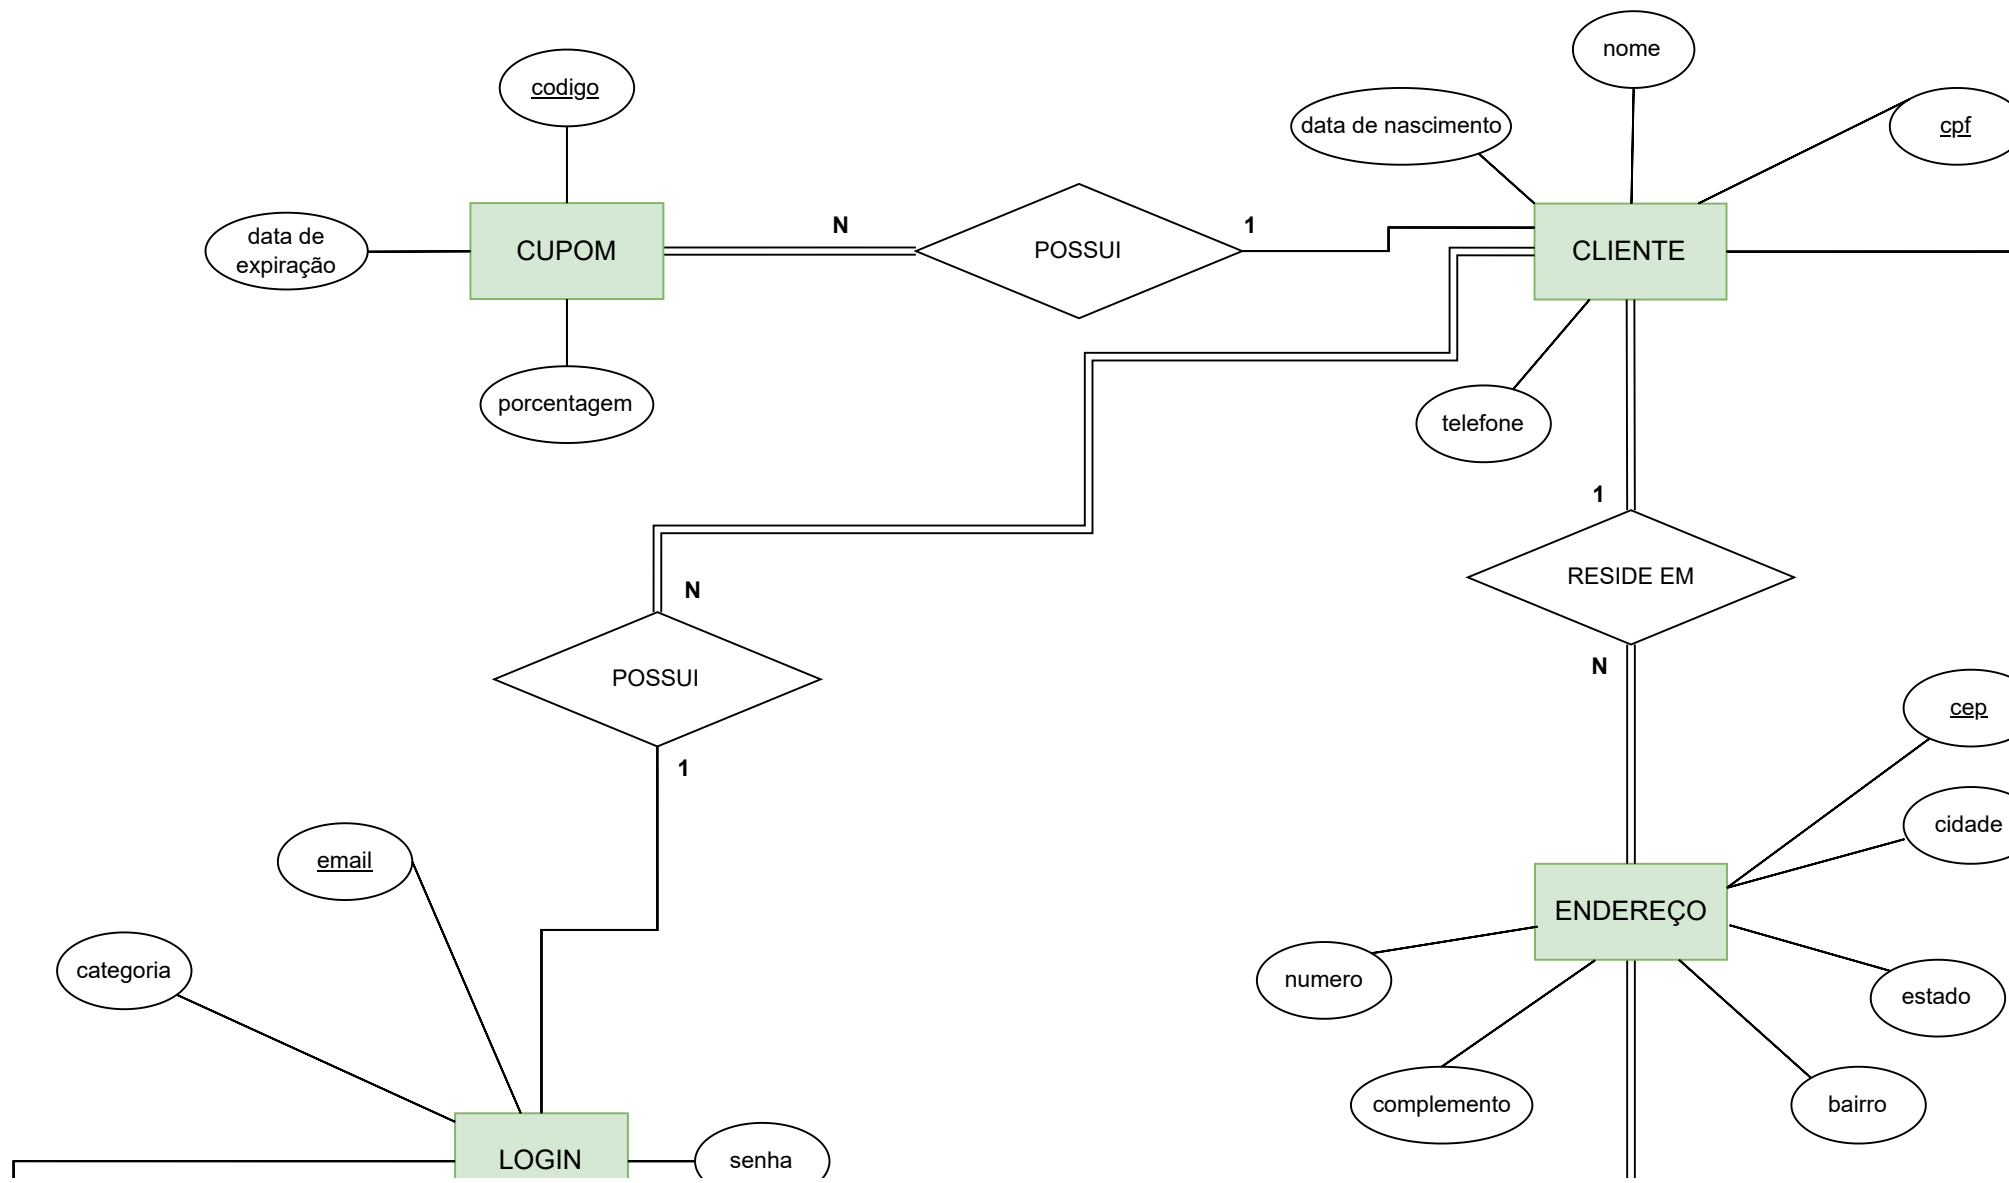 nome
codigo
data de nascimento
cpf
N
1
data de
expiração
CUPOM
POSSUI
CLIENTE
porcentagem
telefone
1
N
RESIDE EM
N
POSSUI
cep
1
cidade
email
ENDEREÇO
categoria
numero
estado
complemento
bairro
LOGIN
senha